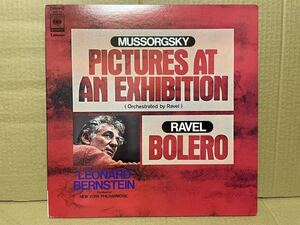 MUSSORGSKY
PICTURES AT
AN EXHIBITION
(Orchestrated by Ravel)
RAVEL
BOLERO
LEONARD
BERNSTEIN
NEW YORK PHILHARMONIC